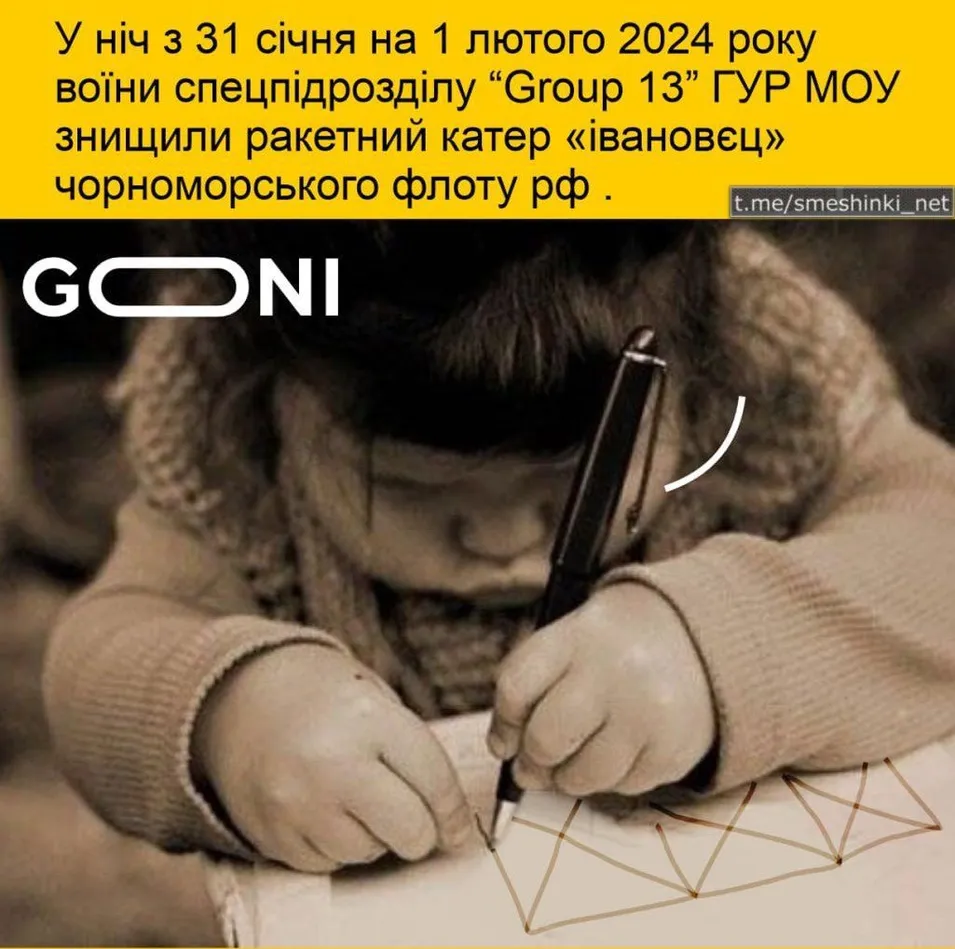 У ніч з 31 січня на 1 лютого 2024 року
воїни спецпідрозділу “Group 13” ГУР МОУ
знищили ракетний катер «івановєц»
чорноморського флоту рф .
t.me/smeshinki_net
GOONI